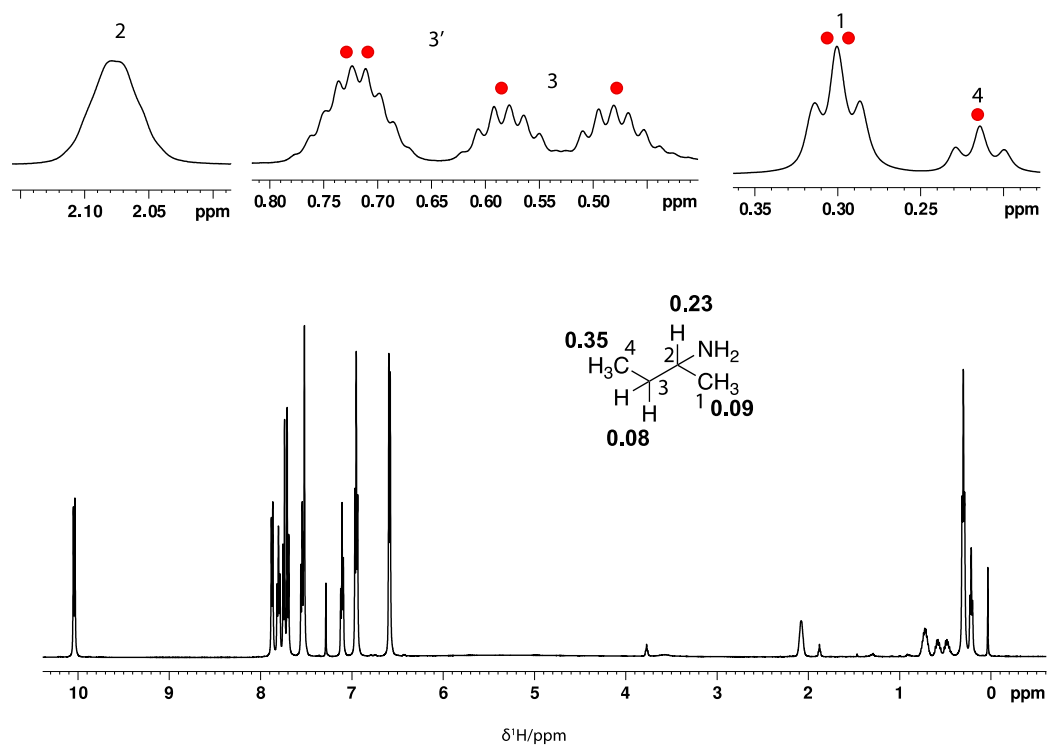 2
3′
3
1
4
2.10 2.05 ppm
0.80 0.75 0.70 0.65 0.60 0.55 0.50 ppm
0.35 0.30 0.25 ppm
0.23
0.35
H
4
2
NH₂
H₃C
CH₃
H
3
1
0.09
H
0.08
10 9 8 7 6 5 4 3 2 1 0 ppm
δ¹H/ppm